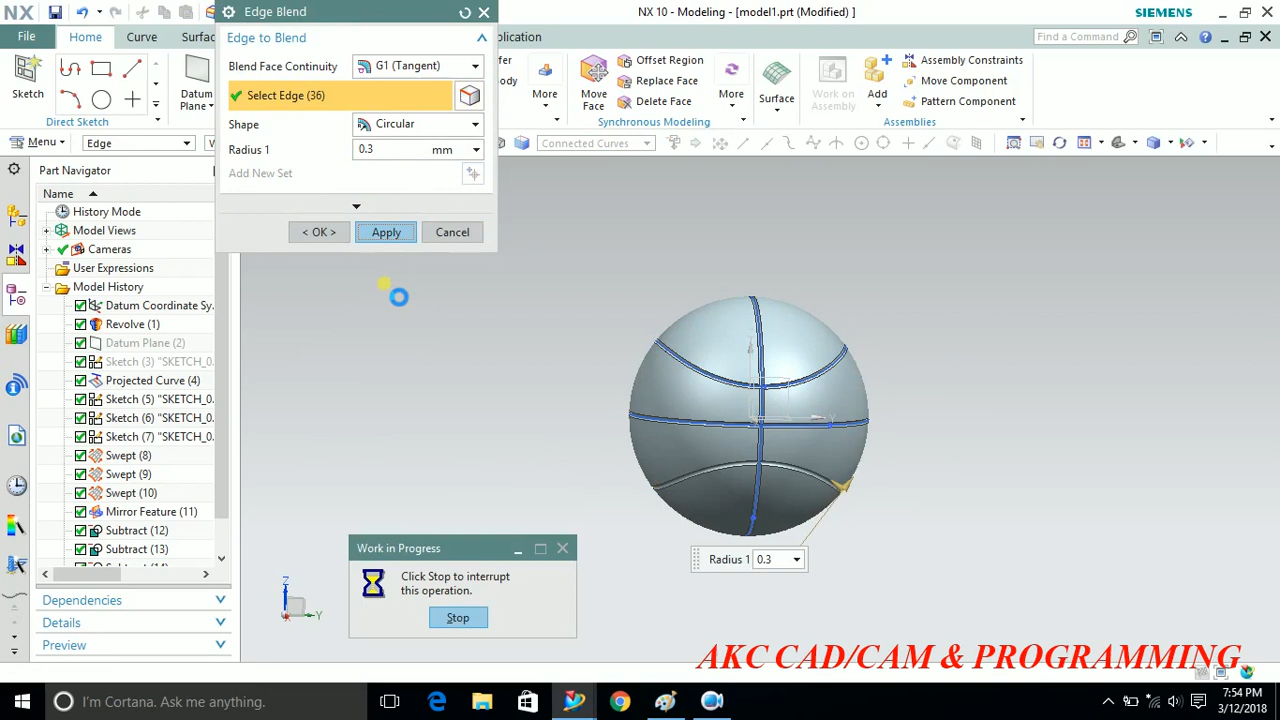 NX
Edge Blend
NX 10 - Modeling - [model1.prt (Modified) ]
SIEMENS
File
Home
Curve
Surfa
plication
Find a Command
Edge to Blend
Blend Face Continuity
G1 (Tangent)
Select Edge (36)
Shape
Circular
Radius 1
0.3
mm
Add New Set
< OK >
Apply
Cancel
Sketch
Datum
Plane
Direct Sketch
More
Move
Face
Offset Region
Replace Face
Delete Face
More
Synchronous Modeling
Surface
Work on
Assembly
Add
Assembly Constraints
Move Component
Pattern Component
Assemblies
Menu
Edge
W
Connected Curves
Part Navigator
Name
History Mode
Model Views
Cameras
User Expressions
Model History
Datum Coordinate Sy.
Revolve (1)
Datum Plane (2)
Sketch (3) "SKETCH_0.
Projected Curve (4)
Sketch (5) "SKETCH_0.
Sketch (6) "SKETCH_0.
Sketch (7) "SKETCH_0.
Swept (8)
Swept (9)
Swept (10)
Mirror Feature (11)
Subtract (12)
Subtract (13)
Dependencies
Details
Preview
Work in Progress
Click Stop to interrupt
this operation.
Stop
Radius 1
0.3
Z
Y
Y
AKC CAD/CAM & PROGRAMMING
I'm Cortana. Ask me anything.
7:54 PM
3/12/2018